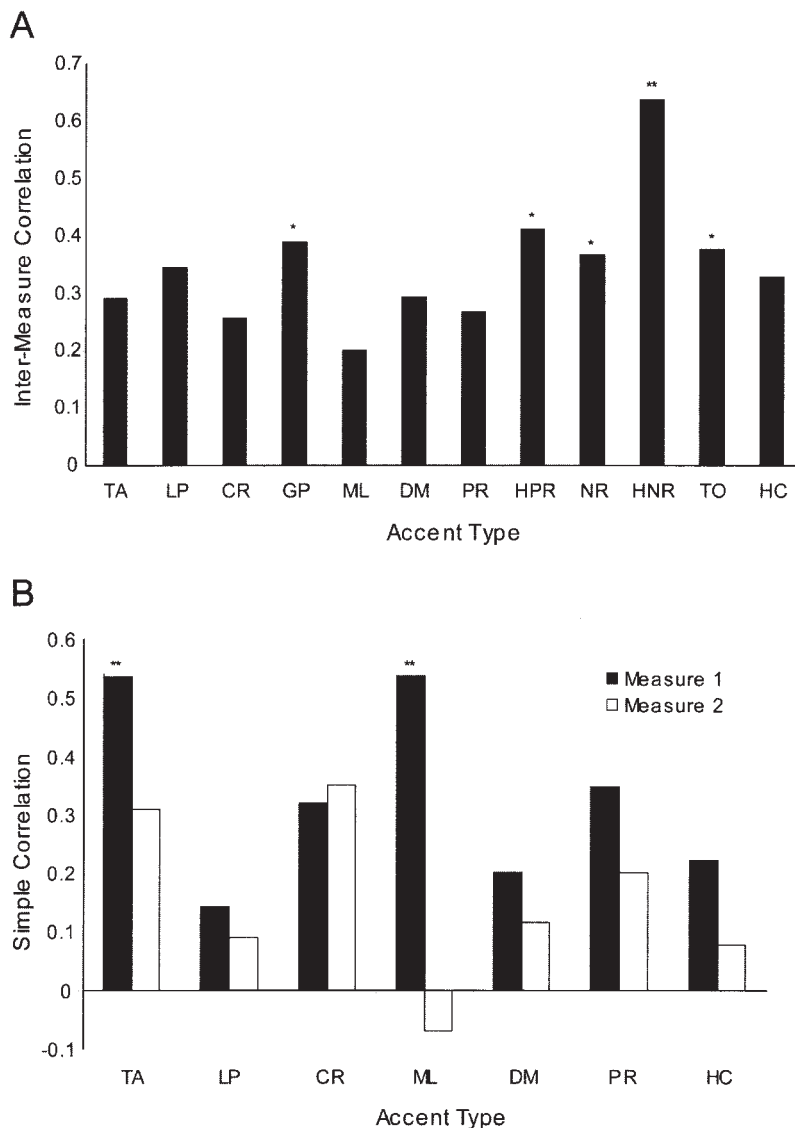 A
Inter-Measure Correlation
0.7
0.6
0.5
0.4
0.3
0.2
0.1
0
* * * ** *
TA LP CR GP ML DM PR HPR NR HNR TO HC
Accent Type
B
Simple Correlation
0.6
0.5
0.4
0.3
0.2
0.1
0
-0.1
** **
Measure 1
Measure 2
TA LP CR ML DM PR HC
Accent Type